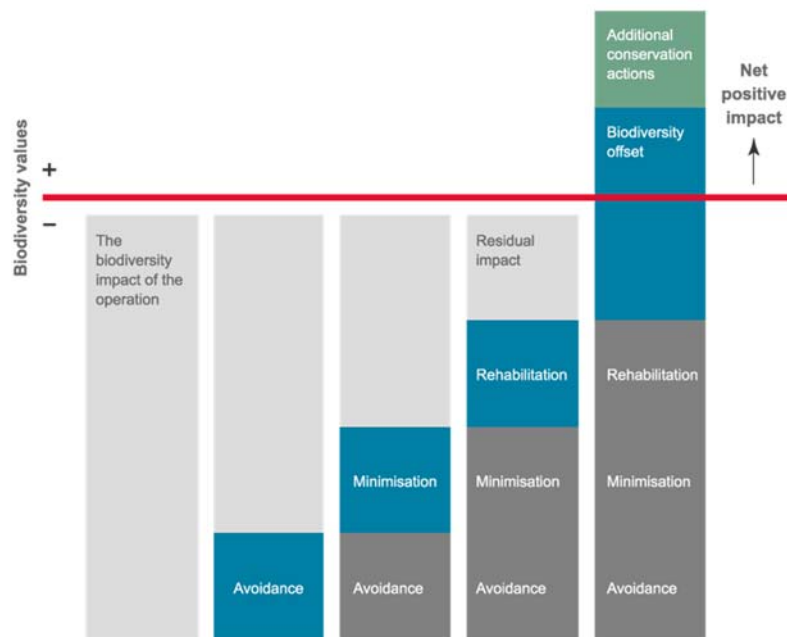 Additional
conservation
actions
Net
positive
impact
Biodiversity
offset
Biodiversity values
+
−
The
biodiversity
impact of the
operation
Residual
impact
Rehabilitation
Rehabilitation
Minimisation
Minimisation
Minimisation
Avoidance
Avoidance
Avoidance
Avoidance